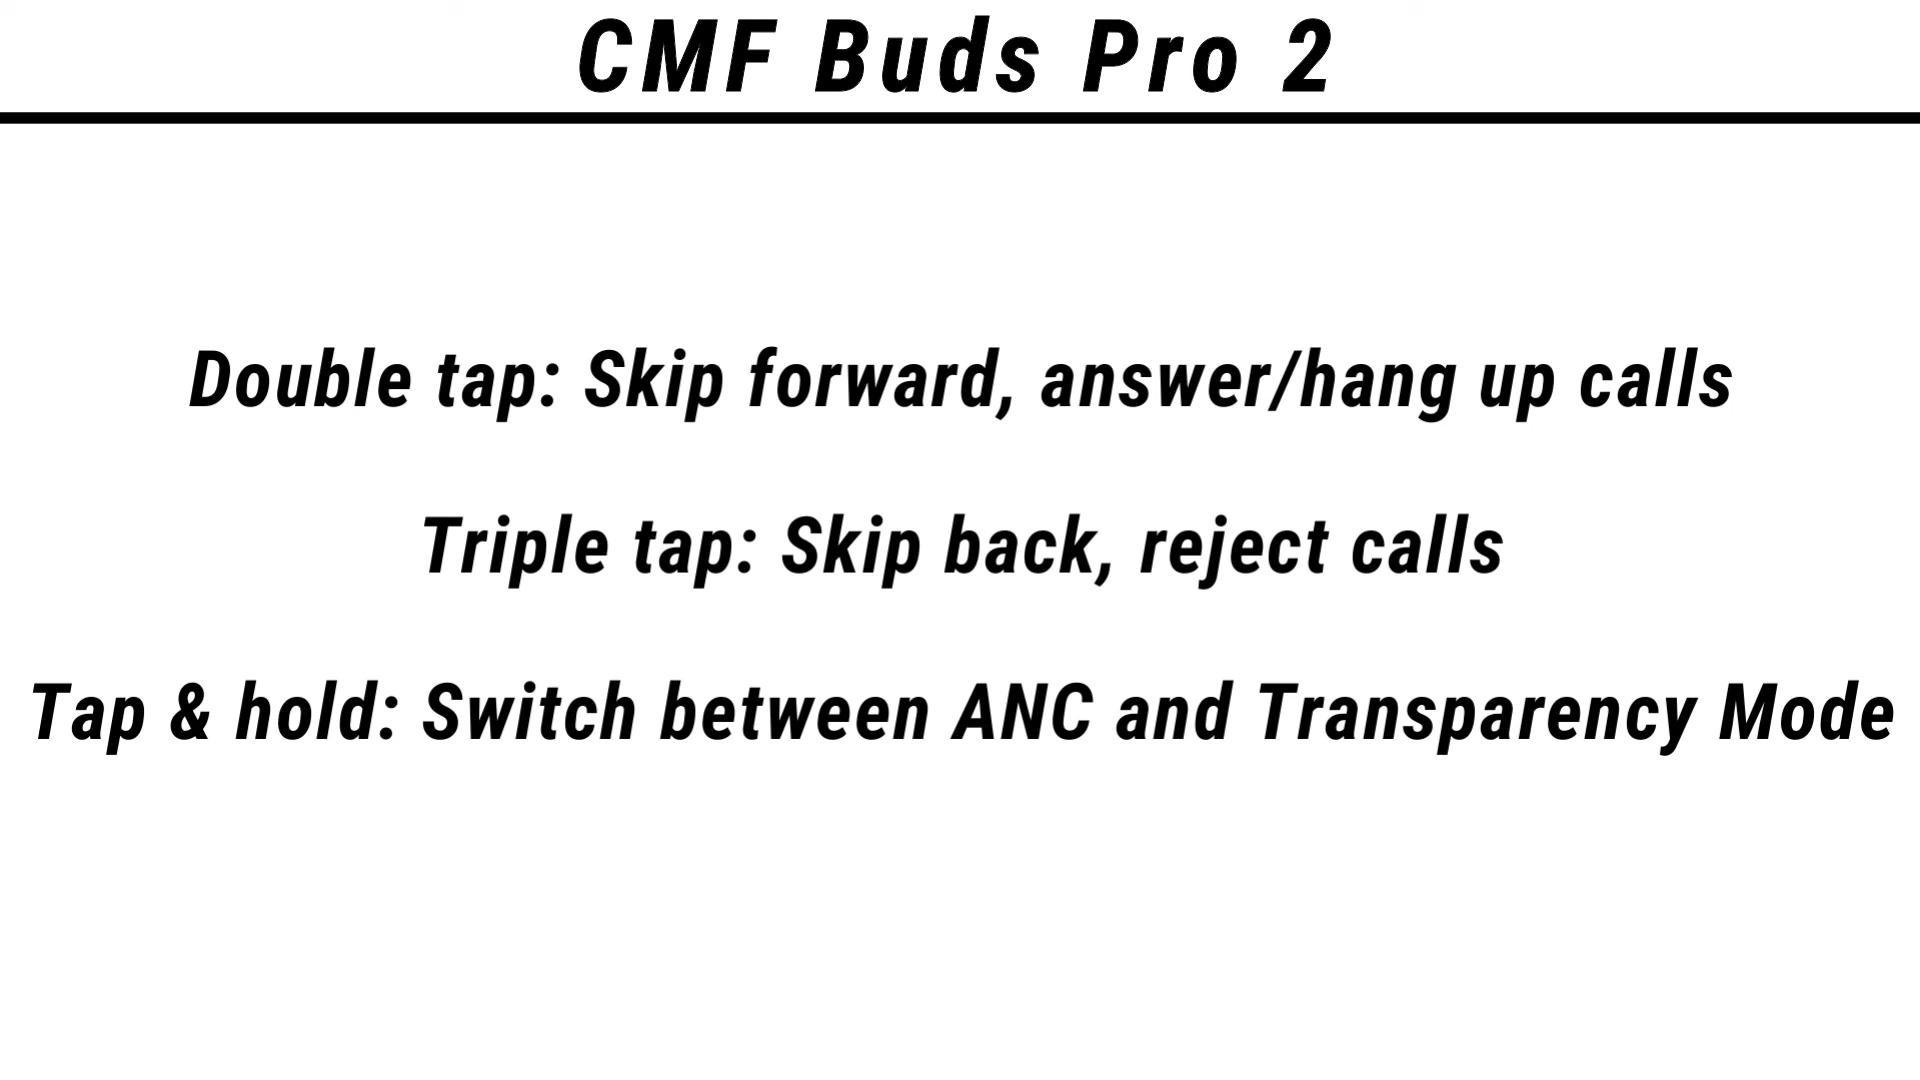 CMF Buds Pro 2
Double tap: Skip forward, answer/hang up calls
Triple tap: Skip back, reject calls
Tap & hold: Switch between ANC and Transparency Mode